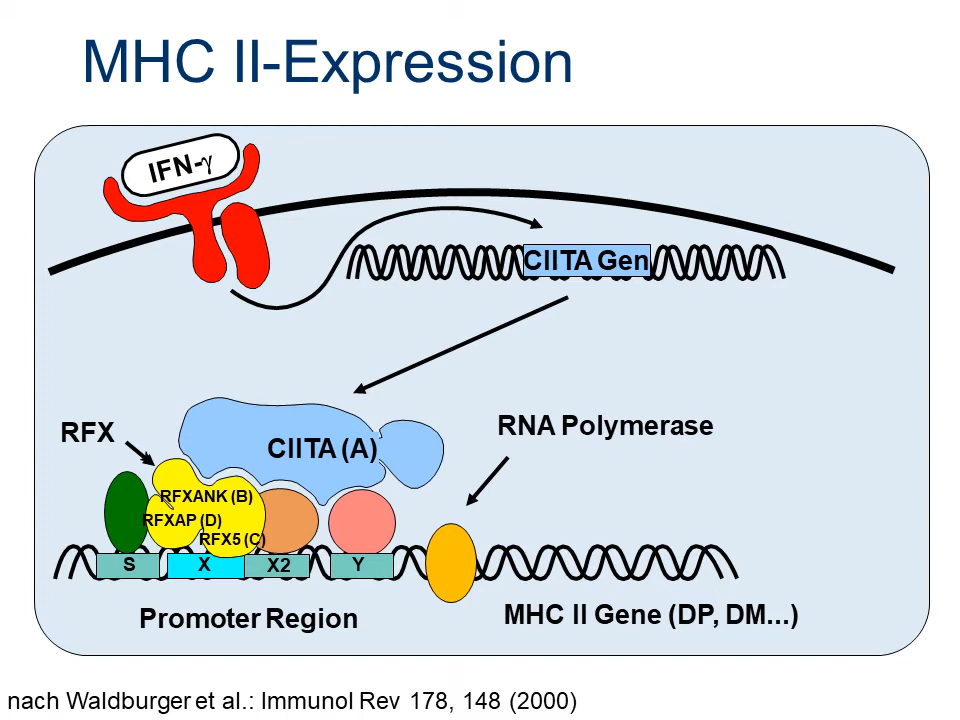 MHC II-Expression
IFN-γ
CIITA Gen
RFX
CIITA (A)
RNA Polymerase
RFXANK (B)
RFXAP (D)
RFX5 (C)
S
X
X2
Y
Promoter Region
MHC II Gene (DP, DM...)
nach Waldburger et al.: Immunol Rev 178, 148 (2000)